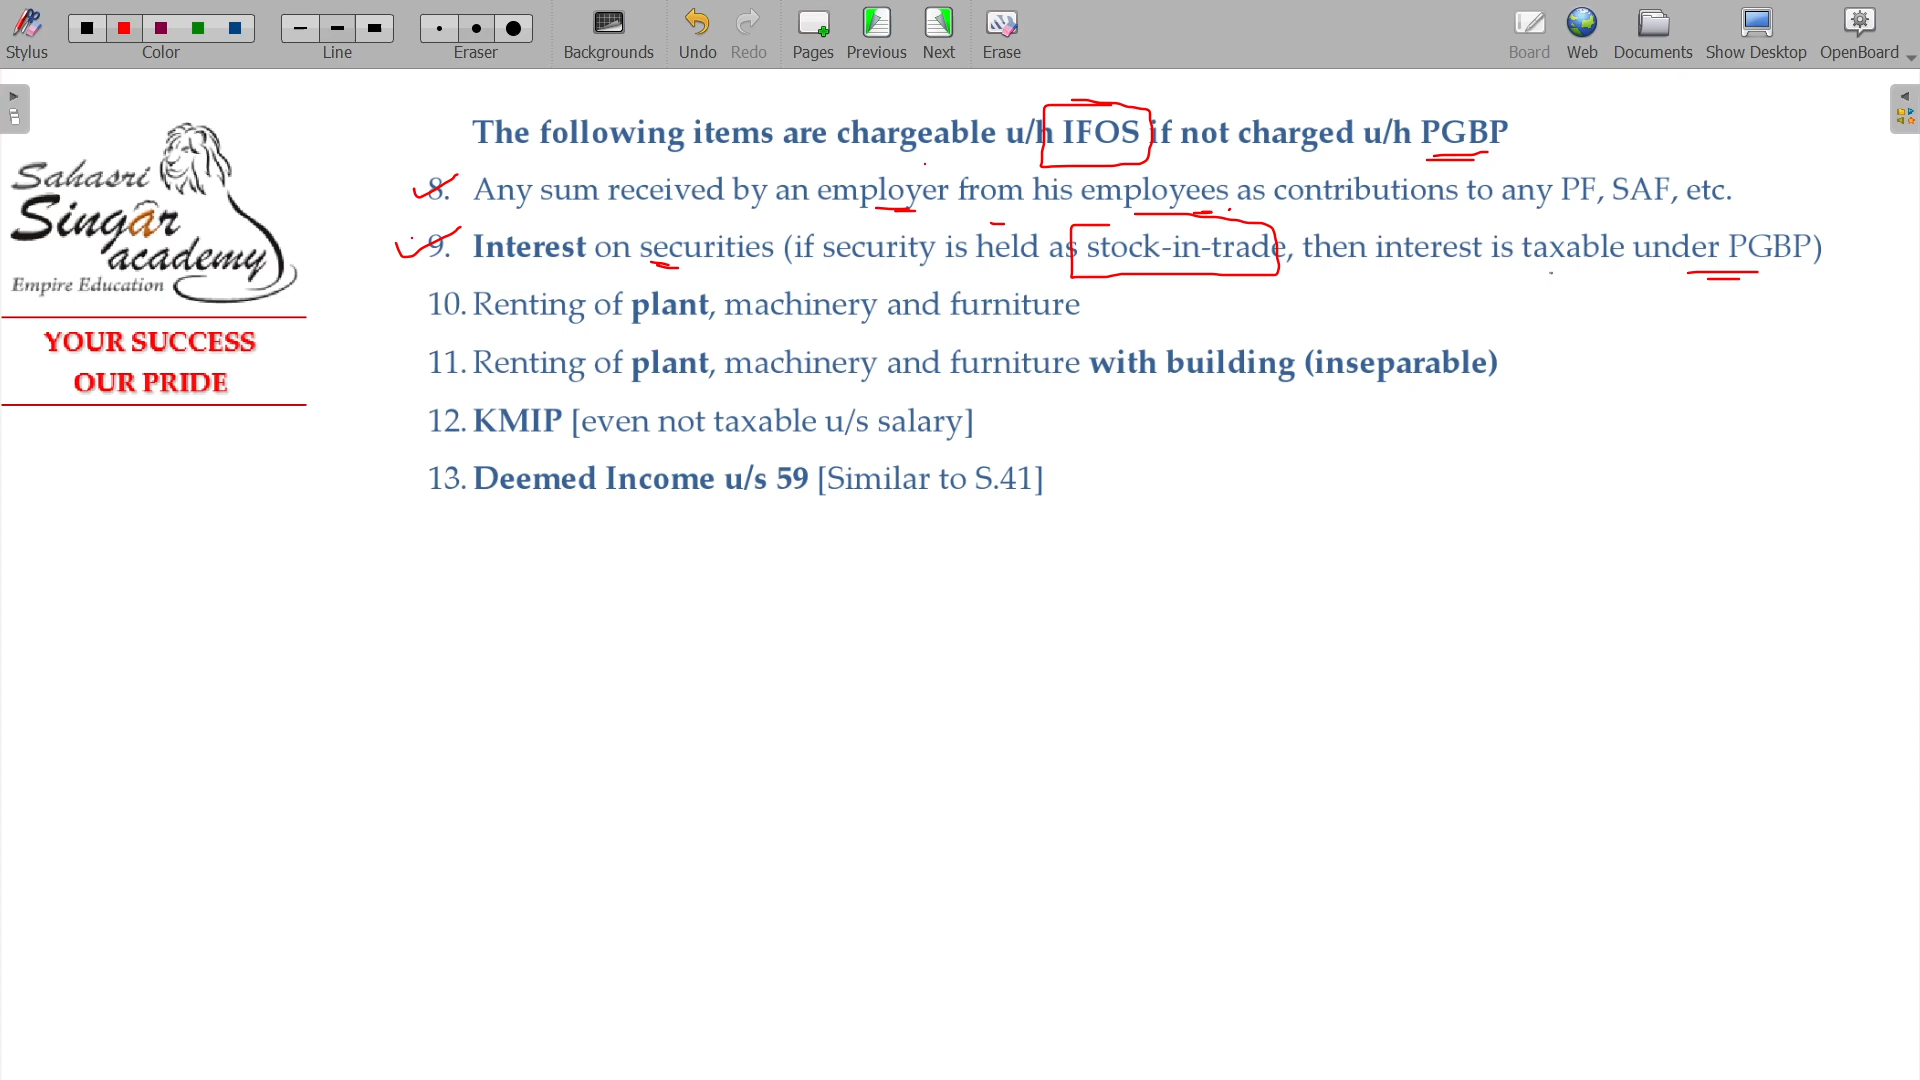 Stylus
Color
Line
Eraser
Backgrounds
Undo
Redo
Pages
Previous
Next
Erase
Board
Web
Documents
Show Desktop
OpenBoard
Sahasri
Singar
academy
Empire Education
YOUR SUCCESS
OUR PRIDE
The following items are chargeable u/h IFOS if not charged u/h PGBP
8. Any sum received by an employer from his employees as contributions to any PF, SAF, etc.
9. Interest on securities (if security is held as stock-in-trade, then interest is taxable under PGBP)
10. Renting of plant, machinery and furniture
11. Renting of plant, machinery and furniture with building (inseparable)
12. KMIP [even not taxable u/s salary]
13. Deemed Income u/s 59 [Similar to S.41]